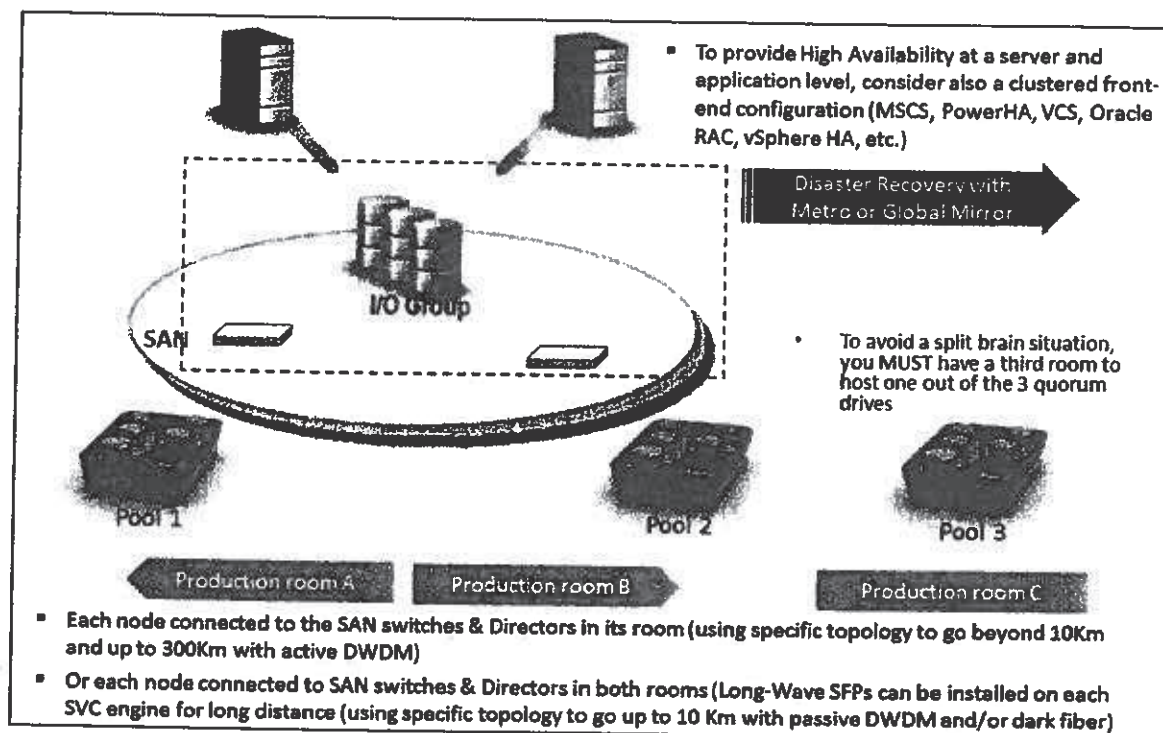 ▪ To provide High Availability at a server and
application level, consider also a clustered front-
end configuration (MSCS, PowerHA, VCS, Oracle
RAC, vSphere HA, etc.)
Disaster Recovery with
Metro or Global Mirror
I/O Group
SAN
• To avoid a split brain situation,
you MUST have a third room to
host one out of the 3 quorum
drives
Pool 1
Pool 2
Pool 3
Production room A
Production room B
Production room C
▪ Each node connected to the SAN switches & Directors in its room (using specific topology to go beyond 10Km
and up to 300Km with active DWDM)
▪ Or each node connected to SAN switches & Directors in both rooms (Long-Wave SFPs can be installed on each
SVC engine for long distance (using specific topology to go up to 10 Km with passive DWDM and/or dark fiber)